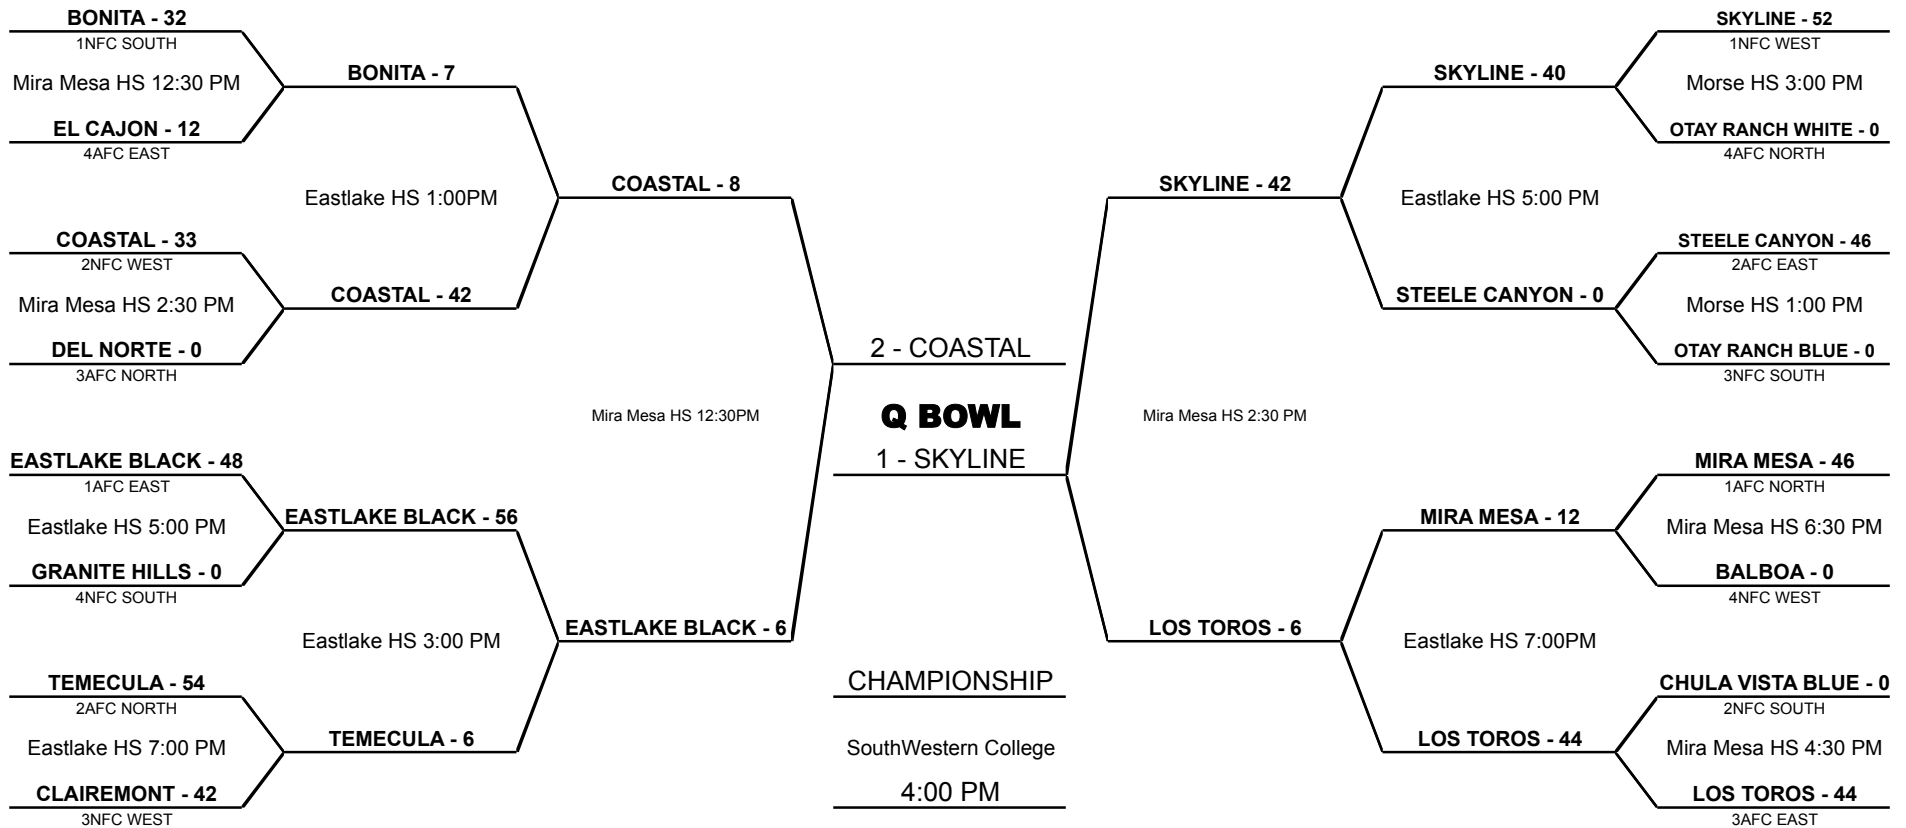 BONITA - 32
1NFC SOUTH
Mira Mesa HS 12:30 PM
EL CAJON - 12
4AFC EAST
COASTAL - 33
2NFC WEST
Mira Mesa HS 2:30 PM
DEL NORTE - 0
3AFC NORTH
EASTLAKE BLACK - 48
1AFC EAST
Eastlake HS 5:00 PM
GRANITE HILLS - 0
4NFC SOUTH
TEMECULA - 54
2AFC NORTH
Eastlake HS 7:00 PM
CLAIREMONT - 42
3NFC WEST
BONITA - 7
Eastlake HS 1:00PM
COASTAL - 42
EASTLAKE BLACK - 56
Eastlake HS 3:00 PM
TEMECULA - 6
COASTAL - 8
Mira Mesa HS 12:30PM
EASTLAKE BLACK - 6
2 - COASTAL
Q BOWL
1 - SKYLINE
CHAMPIONSHIP
SouthWestern College
4:00 PM
SKYLINE - 42
Mira Mesa HS 2:30 PM
LOS TOROS - 6
SKYLINE - 40
Eastlake HS 5:00 PM
STEELE CANYON - 0
MIRA MESA - 12
Eastlake HS 7:00PM
LOS TOROS - 44
SKYLINE - 52
1NFC WEST
Morse HS 3:00 PM
OTAY RANCH WHITE - 0
4AFC NORTH
STEELE CANYON - 46
2AFC EAST
Morse HS 1:00 PM
OTAY RANCH BLUE - 0
3NFC SOUTH
MIRA MESA - 46
1AFC NORTH
Mira Mesa HS 6:30 PM
BALBOA - 0
4NFC WEST
CHULA VISTA BLUE - 0
2NFC SOUTH
Mira Mesa HS 4:30 PM
LOS TOROS - 44
3AFC EAST